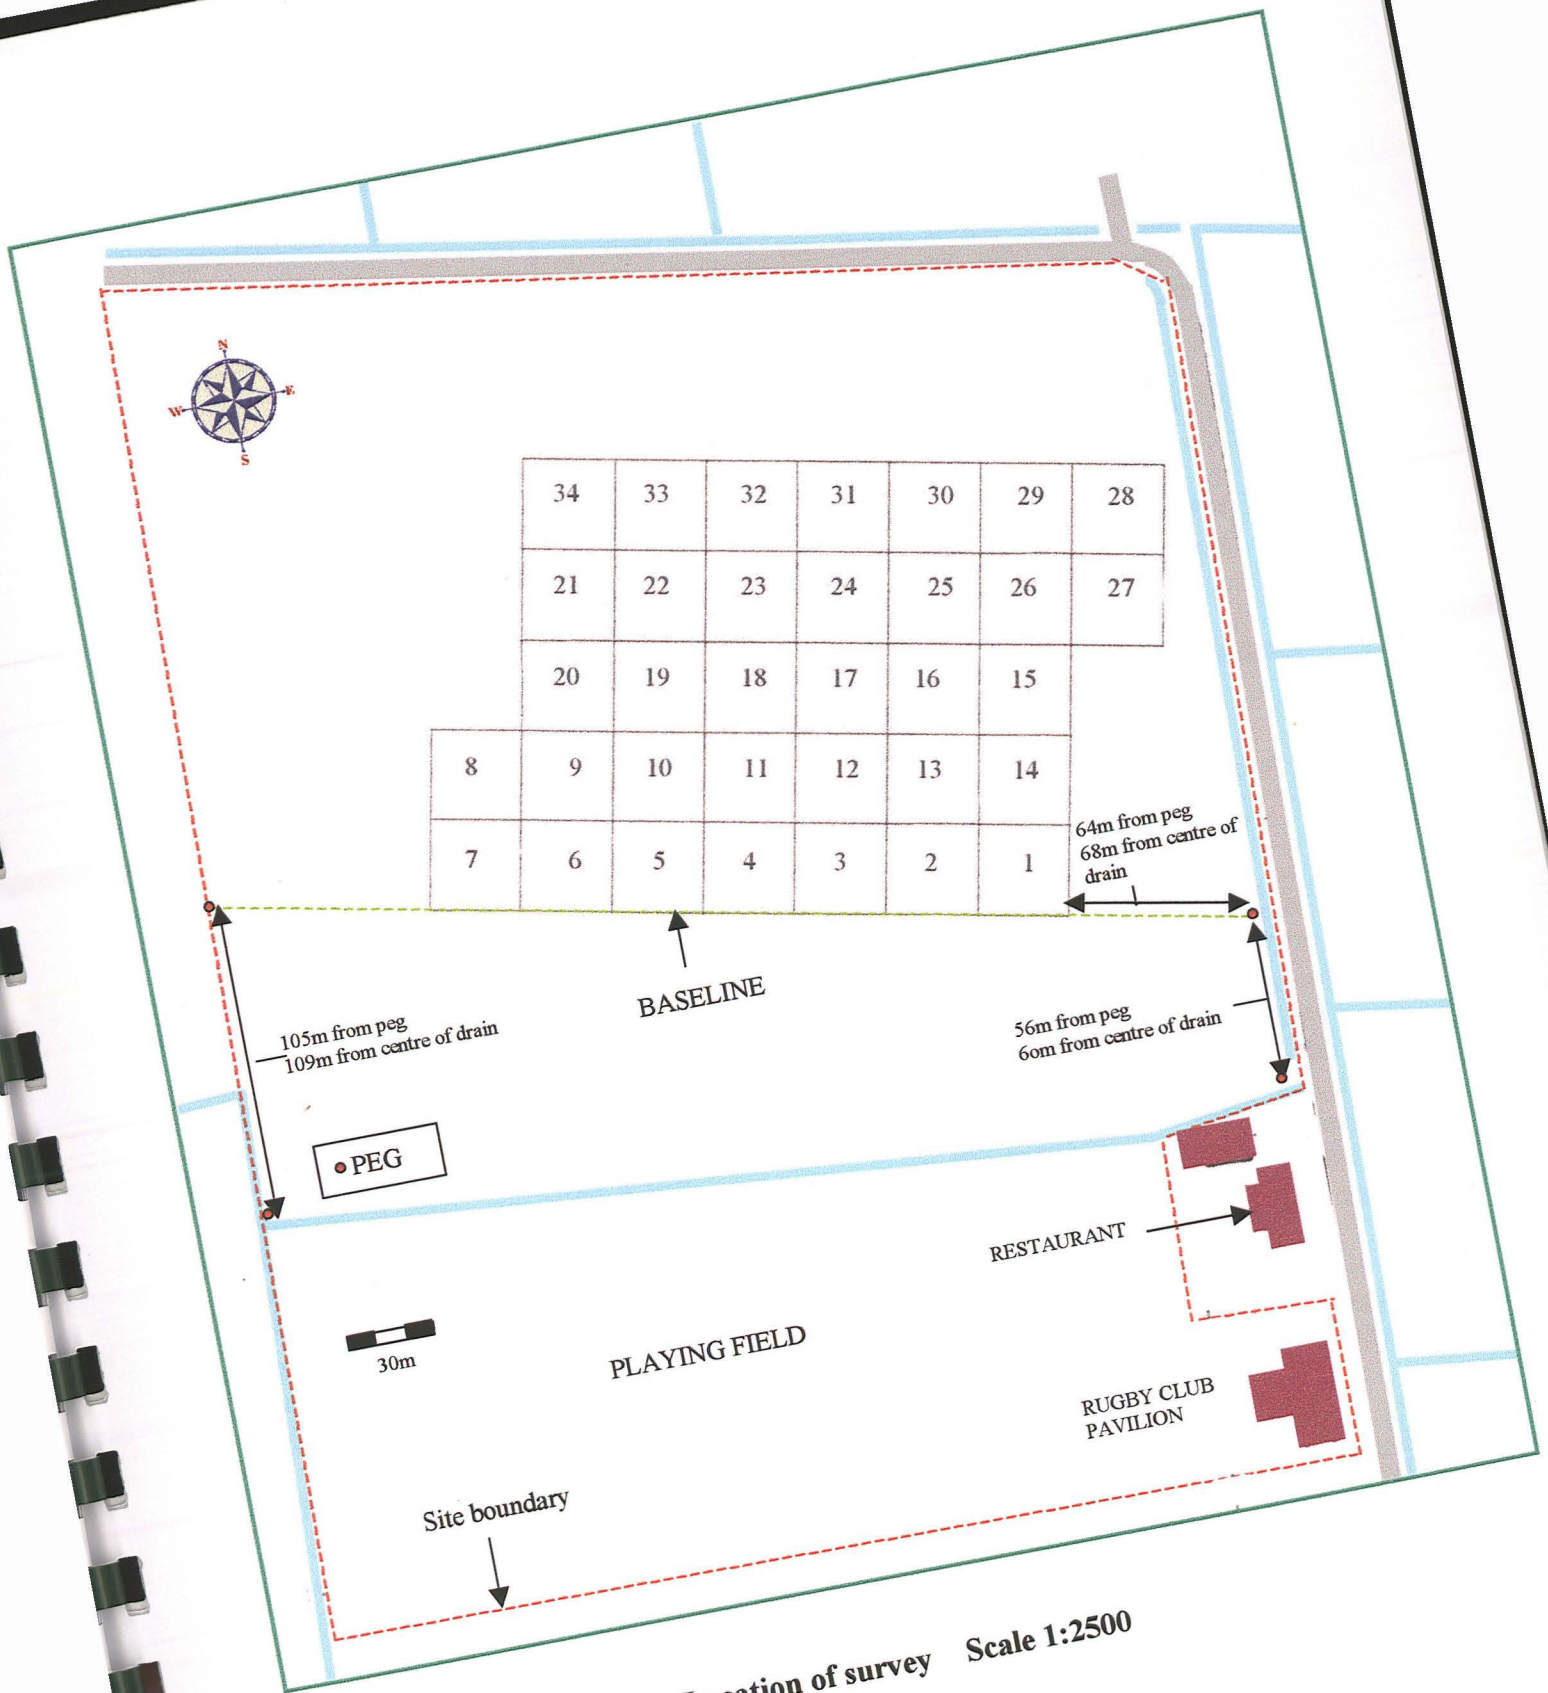 N
W E
S
34 33 32 31 30 29 28
21 22 23 24 25 26 27
20 19 18 17 16 15
8 9 10 11 12 13 14
7 6 5 4 3 2 1
64m from peg
68m from centre of
drain
BASELINE
105m from peg
109m from centre of drain
56m from peg
6om from centre of drain
PEG
RESTAURANT
30m
PLAYING FIELD
RUGBY CLUB
PAVILION
Site boundary
of survey Scale 1:2500